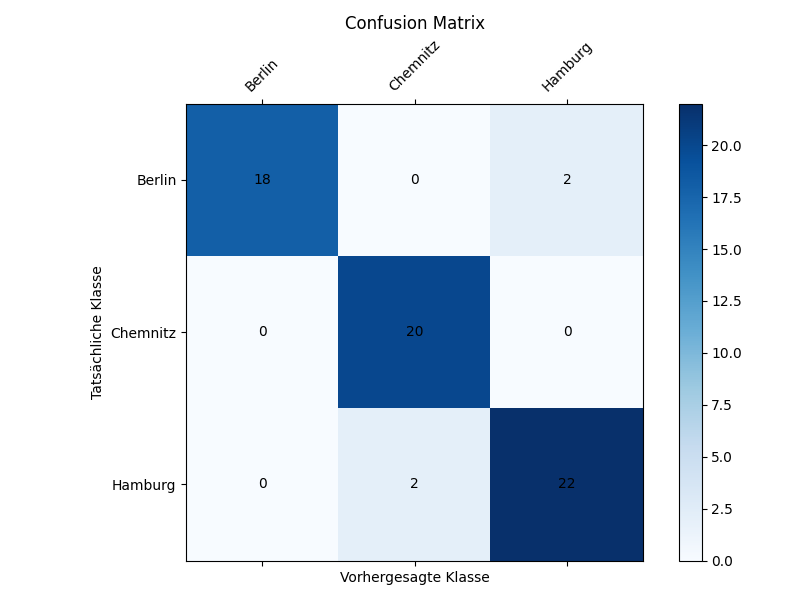 Confusion Matrix
Berlin
Chemnitz
Hamburg
Berlin
18
0
2
Chemnitz
0
20
0
Hamburg
0
2
22
Tatsächliche Klasse
Vorhergesagte Klasse
20.0
17.5
15.0
12.5
10.0
7.5
5.0
2.5
0.0